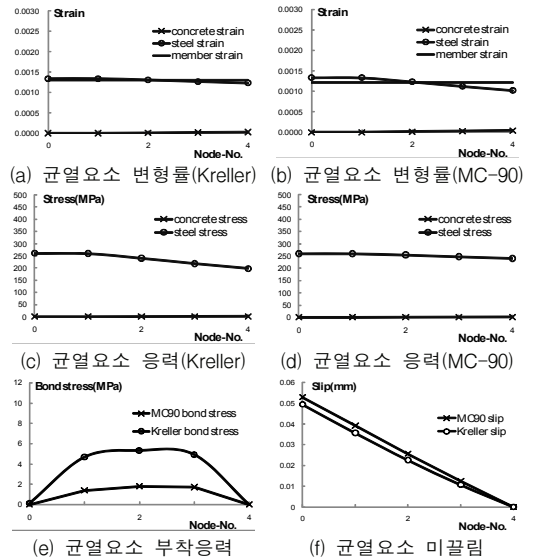 Strain
0.0030
0.0025
0.0020
0.0015
0.0010
0.0005
0.0000
concrete strain
steel strain
member strain
0 2 4
Node-No.
(a) 균열요소 변형률(Kreller)
Strain
0.0030
0.0025
0.0020
0.0015
0.0010
0.0005
0.0000
concrete strain
steel strain
member strain
0 2 4
Node-No.
(b) 균열요소 변형률(MC-90)
Stress(MPa)
500
450
400
350
300
250
200
150
100
50
0
concrete stress
steel stress
0 2 4
Node-No.
(c) 균열요소 응력(Kreller)
Stress(MPa)
500
450
400
350
300
250
200
150
100
50
0
concrete stress
steel stress
0 2 4
Node-No.
(d) 균열요소 응력(MC-90)
Bond stress(MPa)
12
10
8
6
4
2
0
MC90 bond stress
Kreller bond stress
0 2 4
Node-No.
(e) 균열요소 부착응력
Slip(mm)
0.06
0.05
0.04
0.03
0.02
0.01
0
MC90 slip
Kreller slip
0 2 4
Node-No.
(f) 균열요소 미끌림